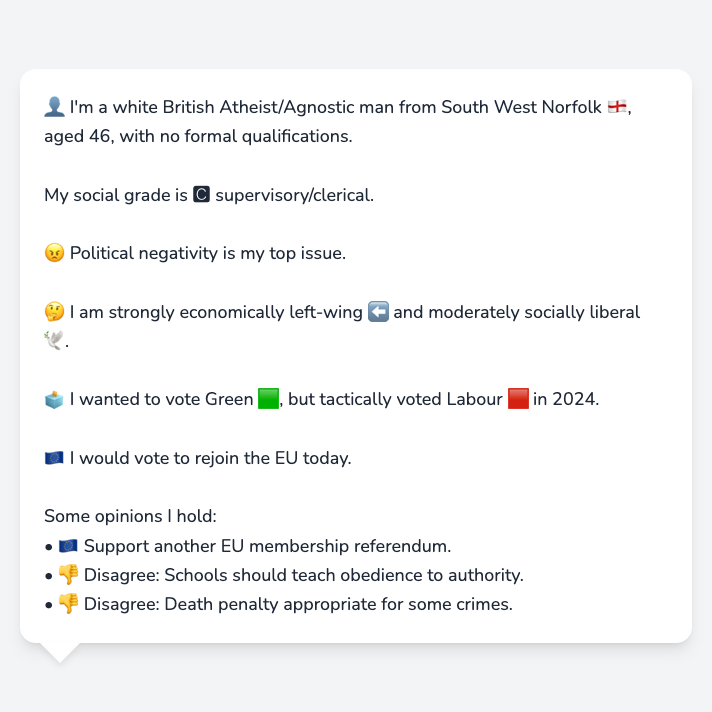 👤 I'm a white British Atheist/Agnostic man from South West Norfolk 🏴󠁧󠁢󠁥󠁮󠁧󠁿,
aged 46, with no formal qualifications.
My social grade is 🅲 supervisory/clerical.
😠 Political negativity is my top issue.
🤔 I am strongly economically left-wing ⬅️ and moderately socially liberal
🕊️.
🗳️ I wanted to vote Green 🟩, but tactically voted Labour 🟥 in 2024.
🇪🇺 I would vote to rejoin the EU today.
Some opinions I hold:
• 🇪🇺 Support another EU membership referendum.
• 👎 Disagree: Schools should teach obedience to authority.
• 👎 Disagree: Death penalty appropriate for some crimes.